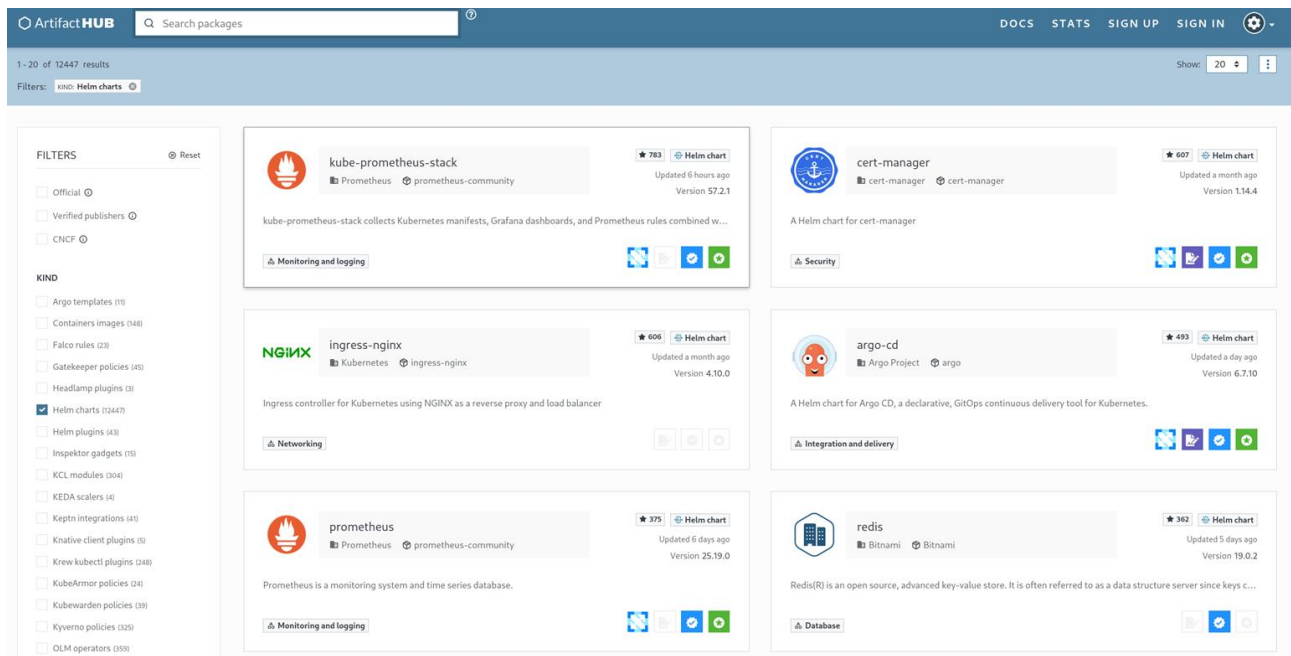 ArtifactHUB
Search packages
DOCS STATS SIGN UP SIGN IN
1 - 20 of 12447 results
Show: 20
Filters: KIND: Helm charts
FILTERS
Reset
Official
Verified publishers
CNCF
KIND
Argo templates (11)
Containers images (148)
Falco rules (23)
Gatekeeper policies (45)
Headlamp plugins (3)
Helm charts (12447)
Helm plugins (43)
Inspektor gadgets (15)
KCL modules (304)
KEDA scalers (4)
Keptn integrations (41)
Knative client plugins (5)
Krew kubectl plugins (248)
KubeArmor policies (24)
Kubewarden policies (39)
Kyverno policies (325)
OLM operators (359)
kube-prometheus-stack
Prometheus prometheus-community
783 Helm chart
Updated 6 hours ago
Version 57.2.1
kube-prometheus-stack collects Kubernetes manifests, Grafana dashboards, and Prometheus rules combined w...
Monitoring and logging
CERT
MANAGER
cert-manager
cert-manager cert-manager
607 Helm chart
Updated a month ago
Version 1.14.4
A Helm chart for cert-manager
Security
NGINX
ingress-nginx
Kubernetes ingress-nginx
606 Helm chart
Updated a month ago
Version 4.10.0
Ingress controller for Kubernetes using NGINX as a reverse proxy and load balancer
Networking
argo-cd
Argo Project argo
493 Helm chart
Updated a day ago
Version 6.7.10
A Helm chart for Argo CD, a declarative, GitOps continuous delivery tool for Kubernetes.
Integration and delivery
prometheus
Prometheus prometheus-community
375 Helm chart
Updated 6 days ago
Version 25.19.0
Prometheus is a monitoring system and time series database.
Monitoring and logging
redis
Bitnami Bitnami
362 Helm chart
Updated 5 days ago
Version 19.0.2
Redis(R) is an open source, advanced key-value store. It is often referred to as a data structure server since keys c...
Database